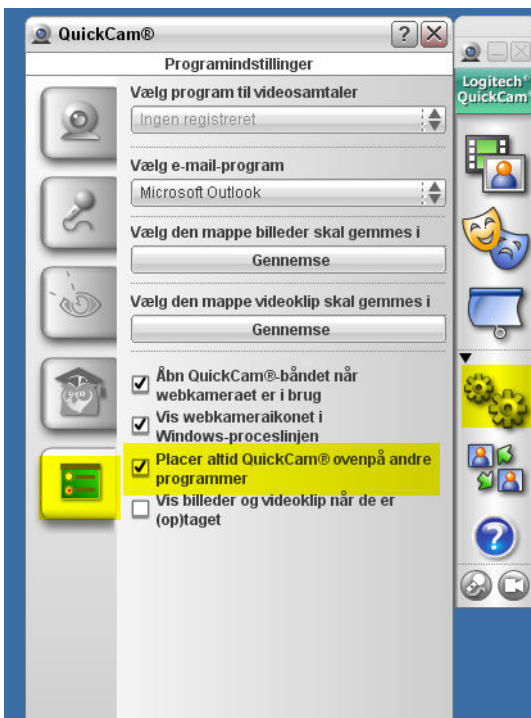 QuickCam®
Programindstillinger
Vælg program til videosamtaler
Ingen registreret
Vælg e-mail-program
Microsoft Outlook
Vælg den mappe billeder skal gemmes i
Gennemse
Vælg den mappe videoklip skal gemmes i
Gennemse
Åbn QuickCam®-båndet når
webkameraet er i brug
Vis webkameraikonet i
Windows-proceslinjen
Placer altid QuickCam® ovenpå andre
programmer
Vis billeder og videoklip når de er
(op)taget
Logitech®
QuickCam®